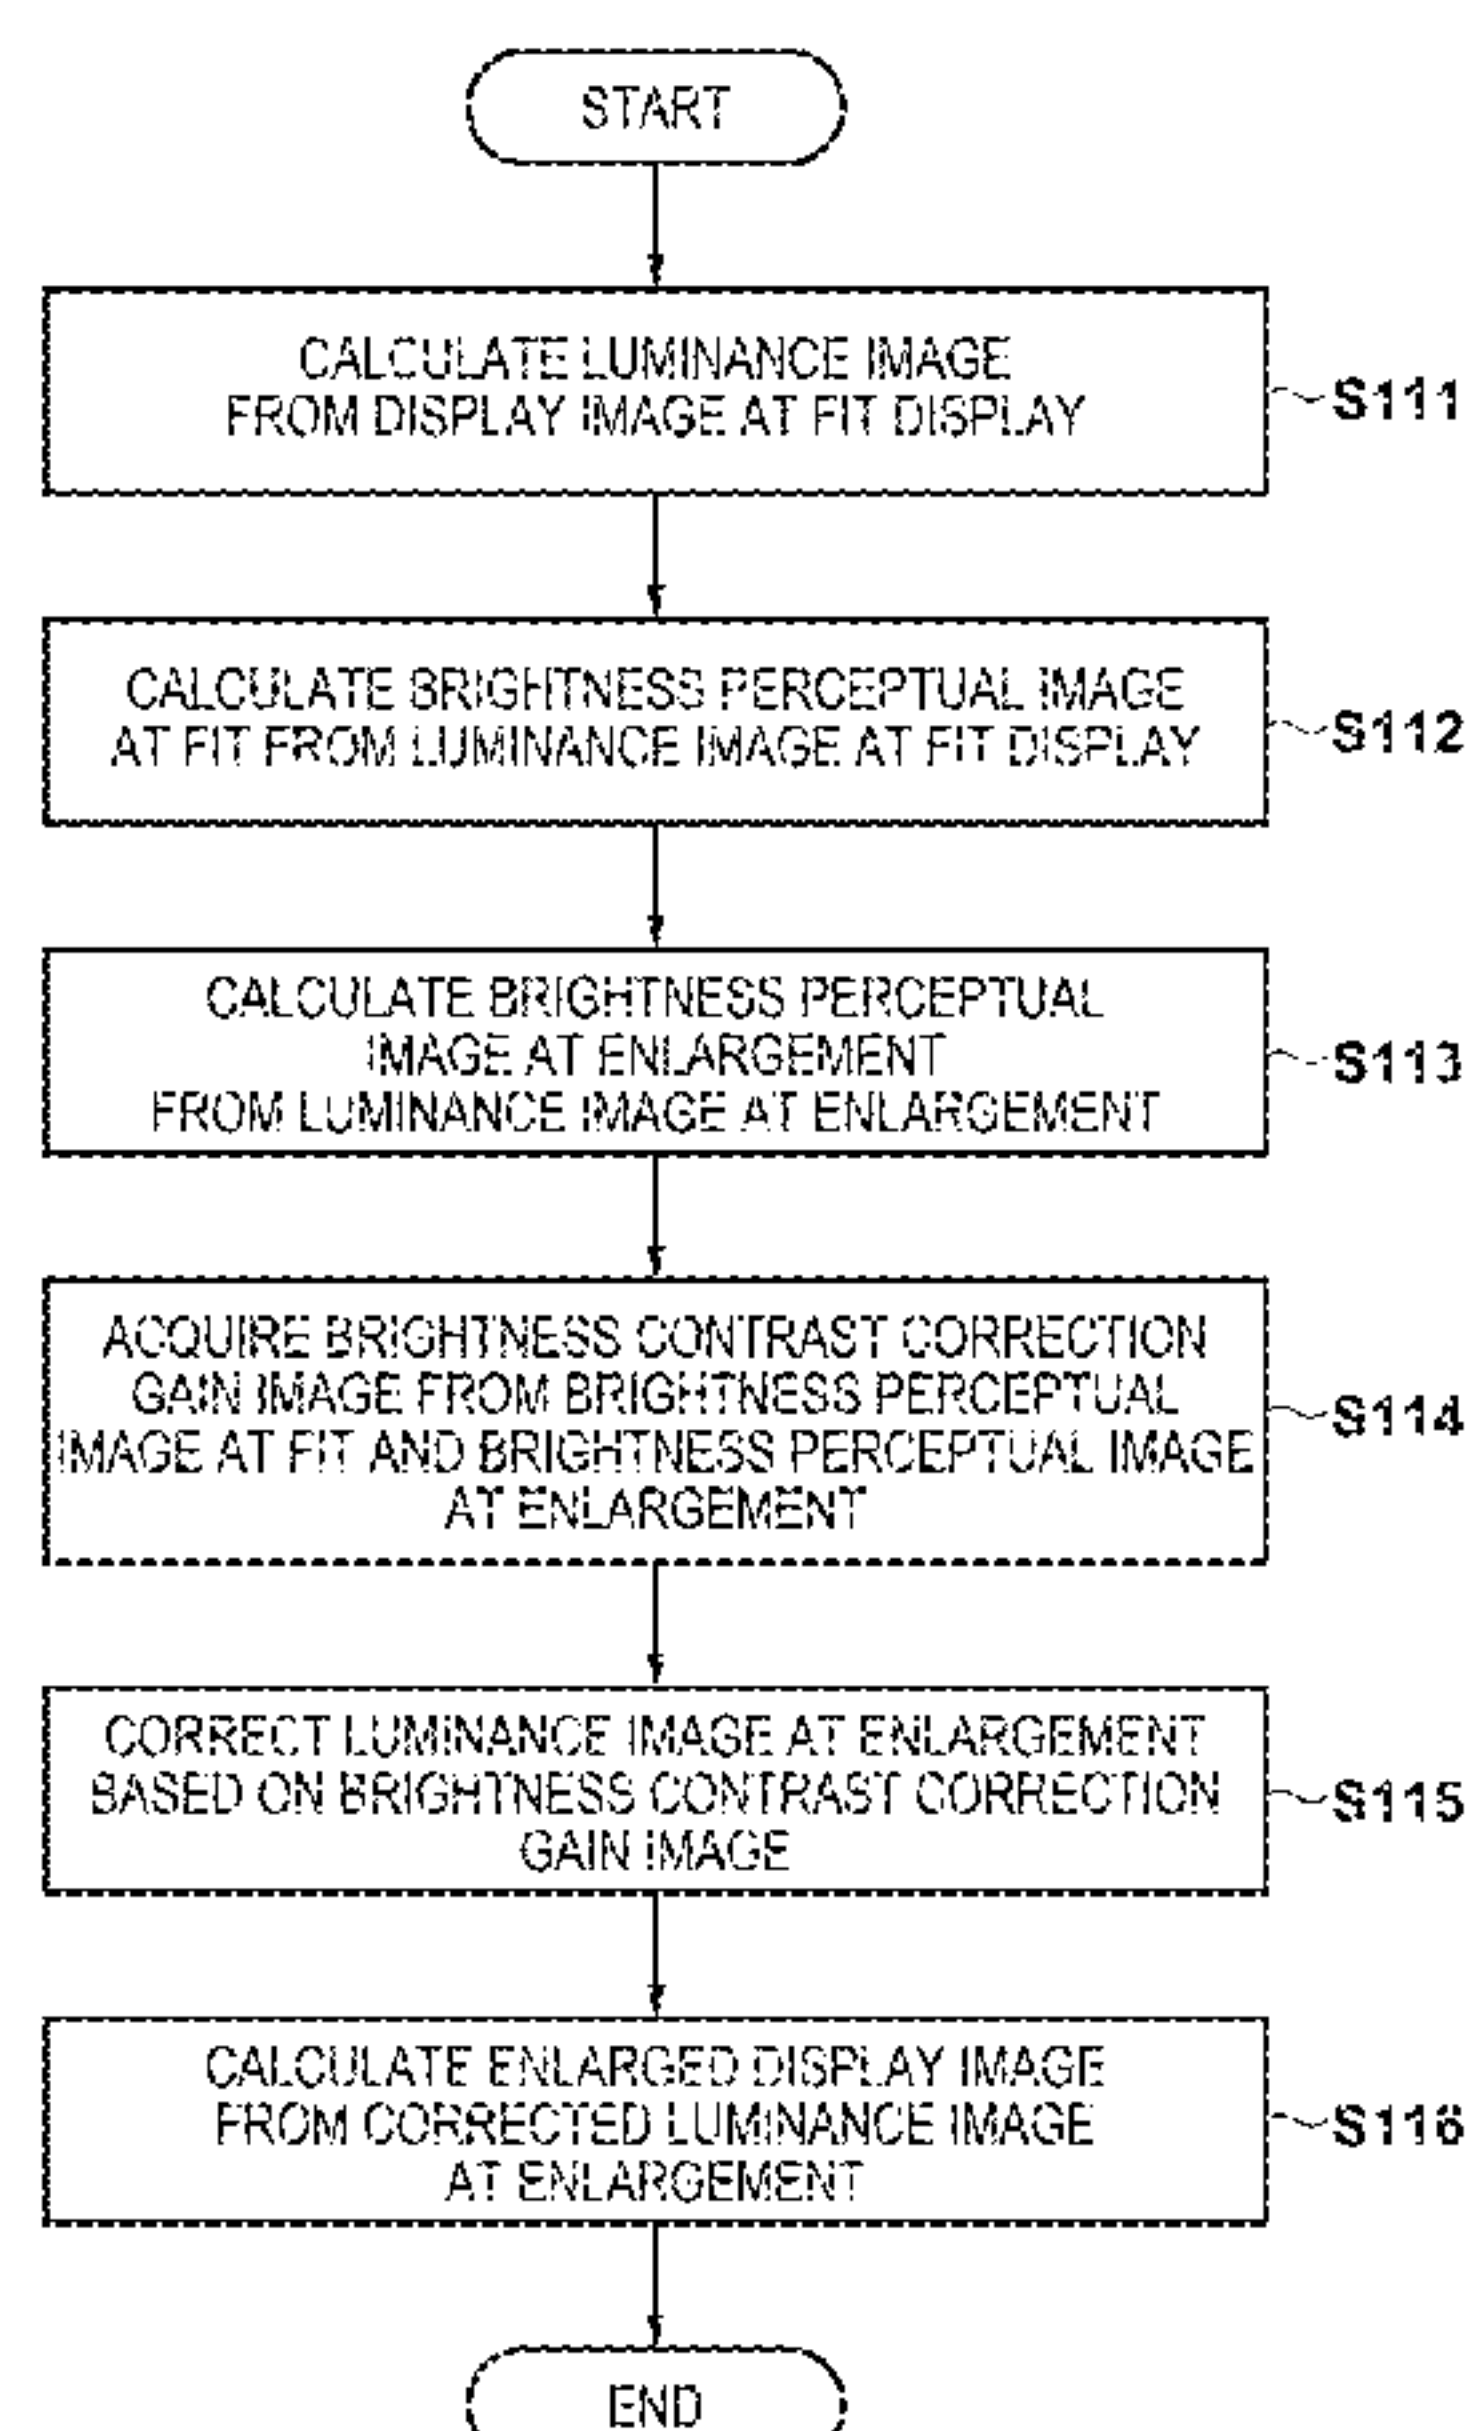 START
CALCULATE LUMINANCE IMAGE
FROM DISPLAY IMAGE AT FIT DISPLAY
S111
CALCULATE BRIGHTNESS PERCEPTUAL IMAGE
AT FIT FROM LUMINANCE IMAGE AT FIT DISPLAY
S112
CALCULATE BRIGHTNESS PERCEPTUAL
IMAGE AT ENLARGEMENT
FROM LUMINANCE IMAGE AT ENLARGEMENT
S113
ACQUIRE BRIGHTNESS CONTRAST CORRECTION
GAIN IMAGE FROM BRIGHTNESS PERCEPTUAL
IMAGE AT FIT AND BRIGHTNESS PERCEPTUAL IMAGE
AT ENLARGEMENT
S114
CORRECT LUMINANCE IMAGE AT ENLARGEMENT
BASED ON BRIGHTNESS CONTRAST CORRECTION
GAIN IMAGE
S115
CALCULATE ENLARGED DISPLAY IMAGE
FROM CORRECTED LUMINANCE IMAGE
AT ENLARGEMENT
S116
END